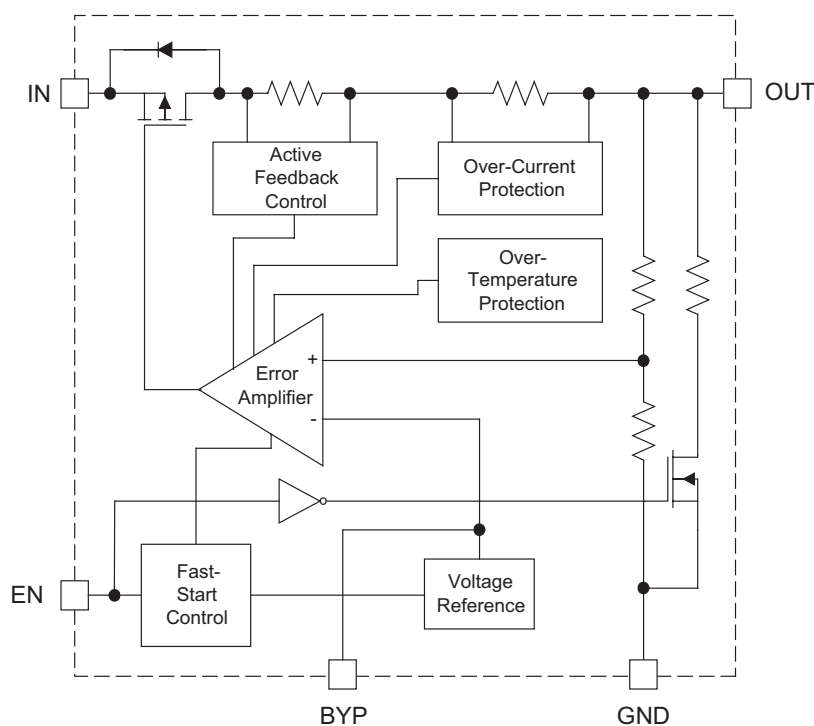 IN
OUT
Active
Feedback
Control
Over-Current
Protection
Over-
Temperature
Protection
+
Error
Amplifier
-
EN
Fast-
Start
Control
Voltage
Reference
BYP
GND